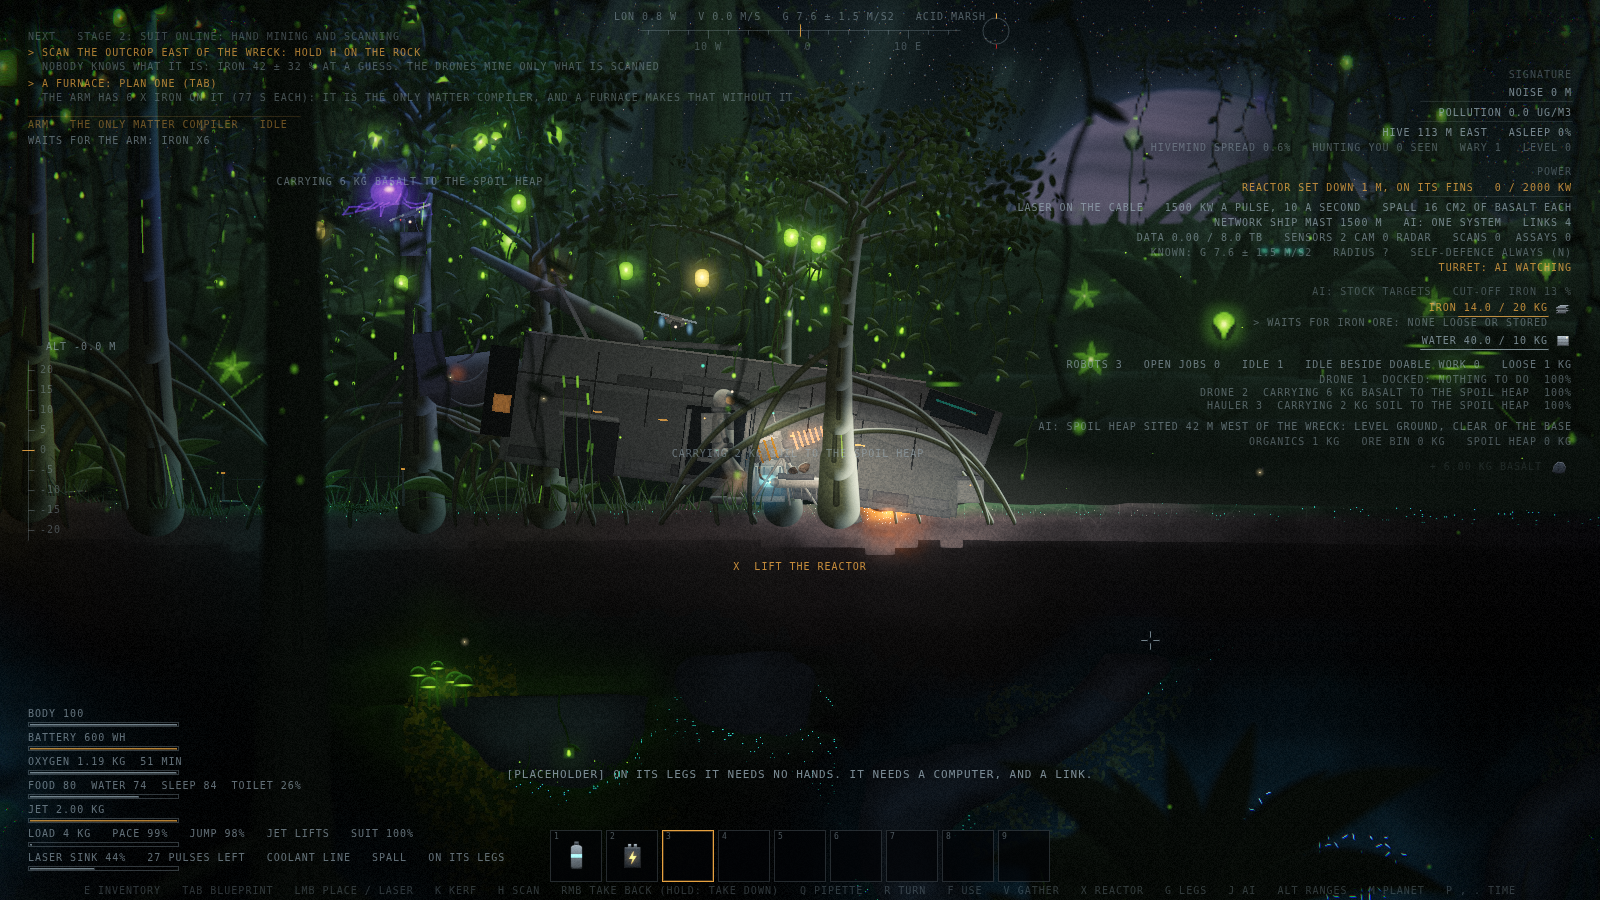 LON 0.8 W   V 0.0 M/S   G 7.6 ± 1.5 M/S2   ACID MARSH
10 W   0   10 E
NEXT   STAGE 2: SUIT ONLINE: HAND MINING AND SCANNING
> SCAN THE OUTCROP EAST OF THE WRECK: HOLD H ON THE ROCK
NOBODY KNOWS WHAT IT IS: IRON 42 ± 32 % AT A GUESS. THE DRONES MINE ONLY WHAT IS SCANNED
> A FURNACE: PLAN ONE (TAB)
THE ARM HAS 6 X IRON ON IT (77 S EACH): IT IS THE ONLY MATTER COMPILER, AND A FURNACE MAKES THAT WITHOUT IT
ARM   THE ONLY MATTER COMPILER   IDLE
WAITS FOR THE ARM: IRON X6
SIGNATURE
NOISE 0 M
POLLUTION 0.0 UG/M3
HIVE 113 M EAST   ASLEEP 0%
HIVEMIND SPREAD 0.6%   HUNTING YOU 0 SEEN   WARY 1   LEVEL 0
POWER
REACTOR SET DOWN 1 M, ON ITS FINS   0 / 2000 KW
LASER ON THE CABLE   1500 KW A PULSE, 10 A SECOND   SPALL 16 CM2 OF BASALT EACH
NETWORK SHIP MAST 1500 M   AI: ONE SYSTEM   LINKS 4
DATA 0.00 / 8.0 TB   SENSORS 2 CAM 0 RADAR   SCANS 0   ASSAYS 0
KNOWN: G 7.6 ± 1.5 M/S2   RADIUS ?   SELF-DEFENCE ALWAYS (N)
TURRET: AI WATCHING
AI: STOCK TARGETS   CUT-OFF IRON 13 %
IRON 14.0 / 20 KG
> WAITS FOR IRON ORE: NONE LOOSE OR STORED
WATER 40.0 / 10 KG
ROBOTS 3   OPEN JOBS 0   IDLE 1   IDLE BESIDE DOABLE WORK 0   LOOSE 1 KG
DRONE 1  DOCKED: NOTHING TO DO  100%
DRONE 2  CARRYING 6 KG BASALT TO THE SPOIL HEAP  100%
HAULER 3  CARRYING 2 KG SOIL TO THE SPOIL HEAP  100%
AI: SPOIL HEAP SITED 42 M WEST OF THE WRECK: LEVEL GROUND, CLEAR OF THE BASE
ORGANICS 1 KG   ORE BIN 0 KG   SPOIL HEAP 0 KG
+ 6.00 KG BASALT
CARRYING 6 KG BASALT TO THE SPOIL HEAP
CARRYING 2 KG SOIL TO THE SPOIL HEAP
ALT -0.0 M
20
15
10
5
0
-5
-10
-15
-20
X  LIFT THE REACTOR
[PLACEHOLDER] ON ITS LEGS IT NEEDS NO HANDS. IT NEEDS A COMPUTER, AND A LINK.
BODY 100
BATTERY 600 WH
OXYGEN 1.19 KG  51 MIN
FOOD 80  WATER 74  SLEEP 84  TOILET 26%
JET 2.00 KG
LOAD 4 KG   PACE 99%   JUMP 98%   JET LIFTS   SUIT 100%
LASER SINK 44%   27 PULSES LEFT   COOLANT LINE   SPALL   ON ITS LEGS
1 2 3 4 5 6 7 8 9
E INVENTORY   TAB BLUEPRINT   LMB PLACE / LASER   K KERF   H SCAN   RMB TAKE BACK (HOLD: TAKE DOWN)   Q PIPETTE   R TURN   F USE   V GATHER   X REACTOR   G LEGS   J AI   ALT RANGES   M PLANET   P , . TIME